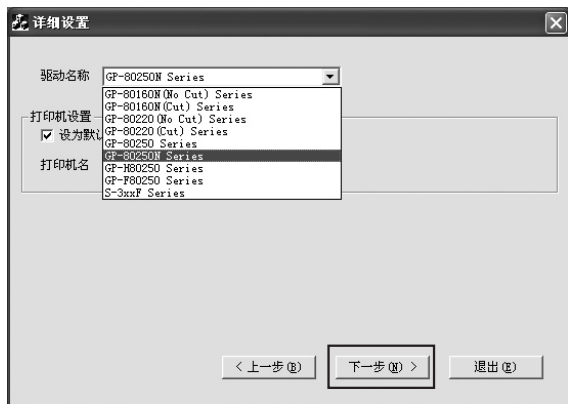 详细设置
驱动名称 GP-80250N Series
GP-80160N(No Cut) Series
GP-80160N(Cut) Series
打印机设置
GP-80220(No Cut) Series
设为默认
GP-80220(Cut) Series
GP-80250 Series
GP-80250N Series
打印机名
GP-H80250 Series
GP-F80250 Series
S-3xxF Series
< 上一步(B)
下一步(N) >
退出(E)